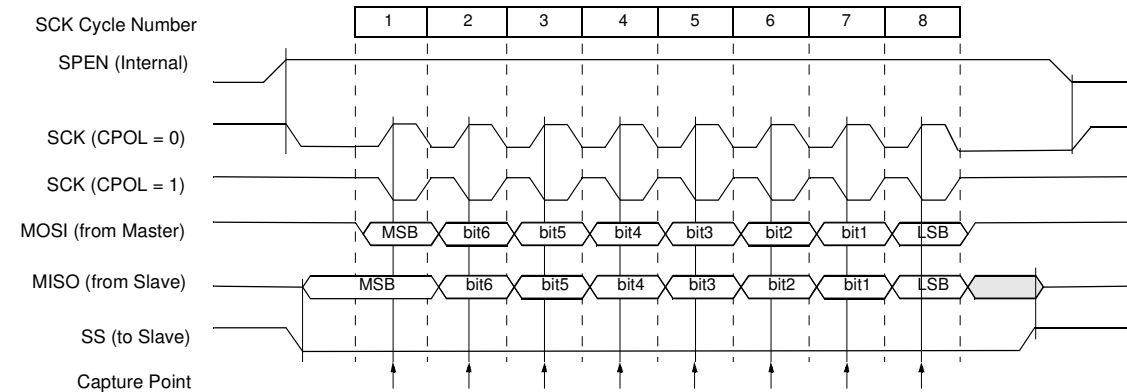 SCK Cycle Number 1 2 3 4 5 6 7 8
SPEN (Internal)
SCK (CPOL = 0)
SCK (CPOL = 1)
MOSI (from Master) MSB bit6 bit5 bit4 bit3 bit2 bit1 LSB
MISO (from Slave) MSB bit6 bit5 bit4 bit3 bit2 bit1 LSB
SS (to Slave)
Capture Point